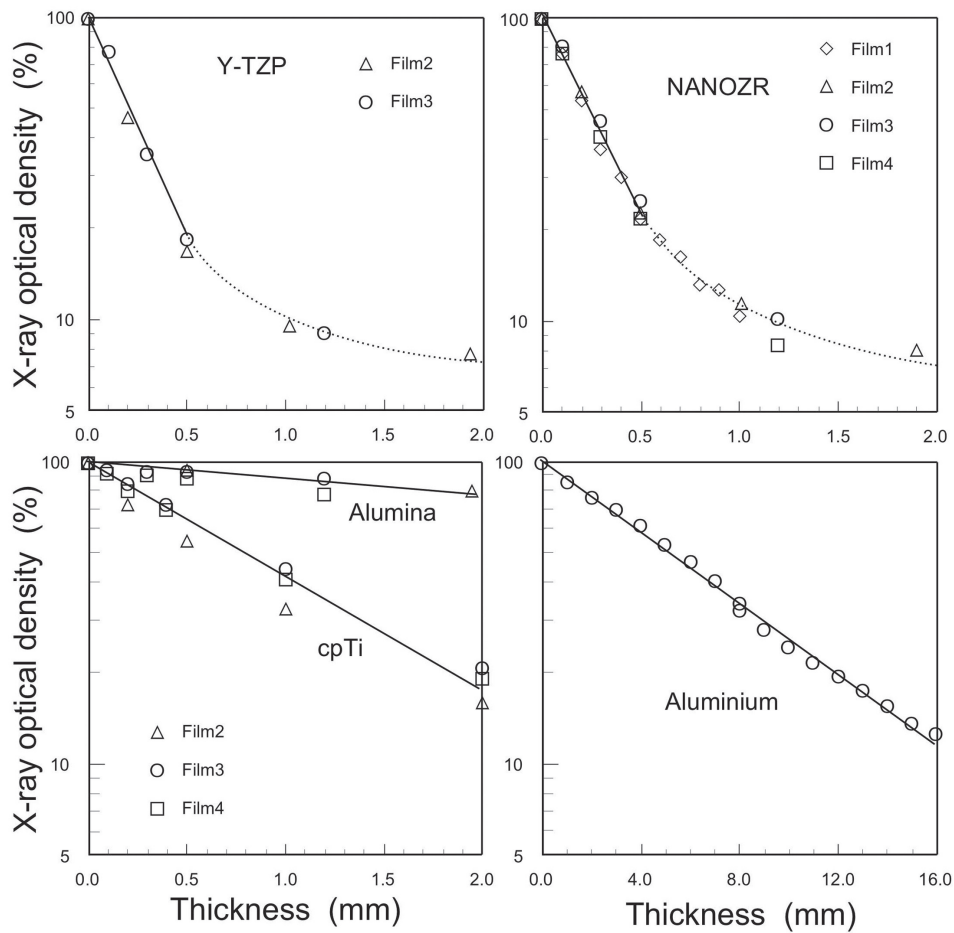 X-ray optical density (%)
100
10
5
Y-TZP
Film2
Film3
0.0 0.5 1.0 1.5 2.0
100
10
5
NANOZR
Film1
Film2
Film3
Film4
0.0 0.5 1.0 1.5 2.0
X-ray optical density (%)
100
10
5
Alumina
cpTi
Film2
Film3
Film4
0.0 0.5 1.0 1.5 2.0
Thickness (mm)
100
10
5
Aluminium
0.0 4.0 8.0 12.0 16.0
Thickness (mm)